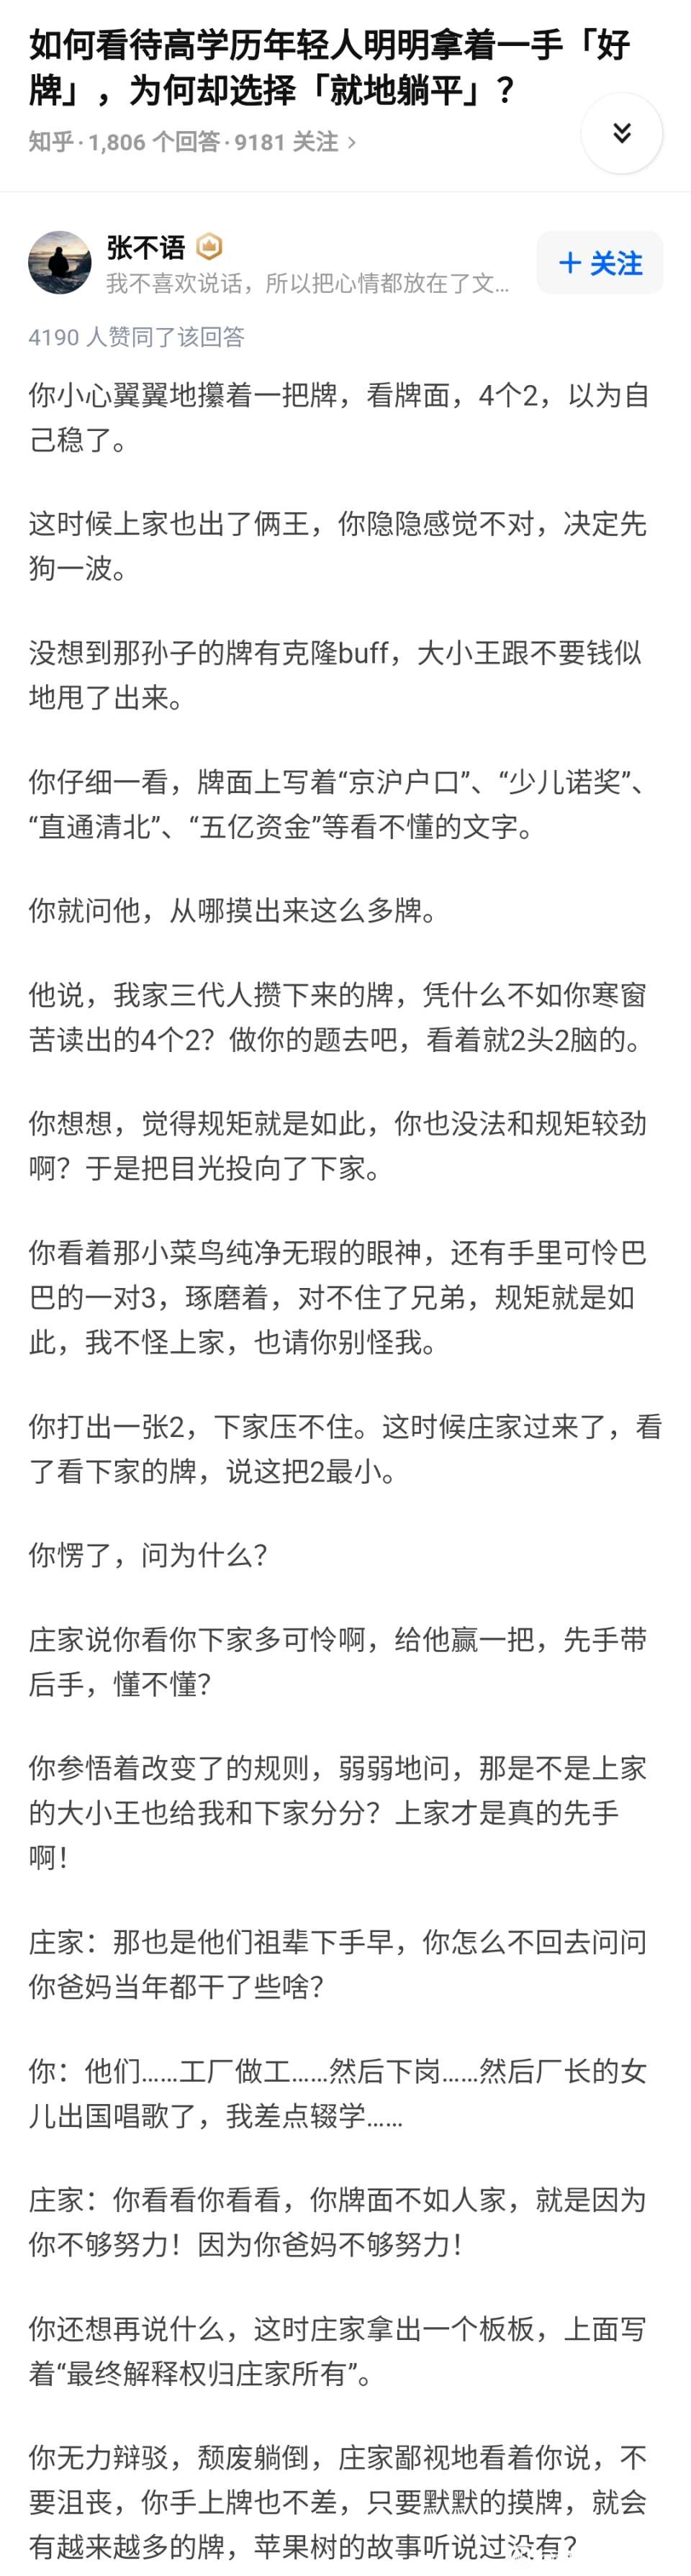 如何看待高学历年轻人明明拿着一手「好
牌」，为何却选择「就地躺平」？
知乎·1,806 个回答·9181 关注 >
张不语
+ 关注
我不喜欢说话，所以把心情都放在了文...
4190 人赞同了该回答
你小心翼翼地攥着一把牌，看牌面，4个2，以为自
己稳了。
这时候上家也出了俩王，你隐隐感觉不对，决定先
狗一波。
没想到那孙子的牌有克隆buff，大小王跟不要钱似
地甩了出来。
你仔细一看，牌面上写着“京沪户口”、“少儿诺奖”、
“直通清北”、“五亿资金”等看不懂的文字。
你就问他，从哪摸出来这么多牌。
他说，我家三代人攒下来的牌，凭什么不如你寒窗
苦读出的4个2？做你的题去吧，看着就2头2脑的。
你想想，觉得规矩就是如此，你也没法和规矩较劲
啊？于是把目光投向了下家。
你看着那小菜鸟纯净无瑕的眼神，还有手里可怜巴
巴的一对3，琢磨着，对不住了兄弟，规矩就是如
此，我不怪上家，也请你别怪我。
你打出一张2，下家压不住。这时候庄家过来了，看
了看下家的牌，说这把2最小。
你愣了，问为什么？
庄家说你看你下家多可怜啊，给他赢一把，先手带
后手，懂不懂？
你参悟着改变了的规则，弱弱地问，那是不是上家
的大小王也给我和下家分分？上家才是真的先手
啊！
庄家：那也是他们祖辈下手早，你怎么不回去问问
你爸妈当年都干了些啥？
你：他们……工厂做工……然后下岗……然后厂长的女
儿出国唱歌了，我差点辍学……
庄家：你看看你看看，你牌面不如人家，就是因为
你不够努力！因为你爸妈不够努力！
你还想再说什么，这时庄家拿出一个板板，上面写
着“最终解释权归庄家所有”。
你无力辩驳，颓废躺倒，庄家鄙视地看着你说，不
要沮丧，你手上牌也不差，只要默默的摸牌，就会
有越来越多的牌，苹果树的故事听说过没有？